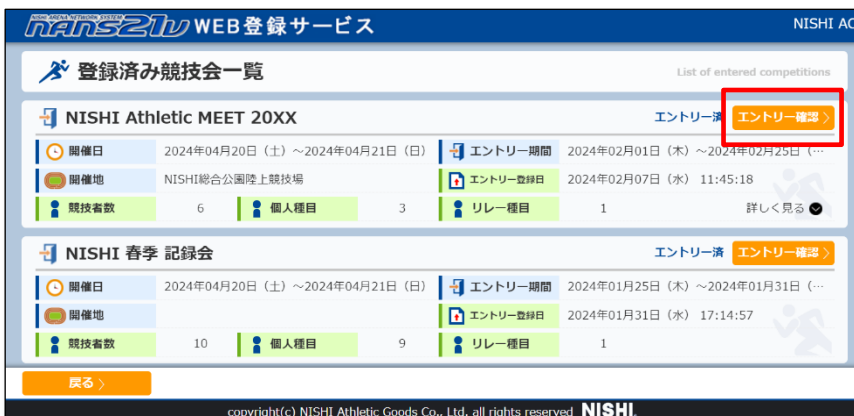 NISHI ARENA NETWORK SYSTEM
NANS21V WEB登録サービス NISHI AC
登録済み競技会一覧 List of entered competitions
NISHI Athletic MEET 20XX エントリー済 エントリー確認 〉
開催日 2024年04月20日（土）～2024年04月21日（日） エントリー期間 2024年02月01日（木）～2024年02月25日（…
開催地 NISHI総合公園陸上競技場 エントリー登録日 2024年02月07日（水） 11:45:18
競技者数 6 個人種目 3 リレー種目 1 詳しく見る
NISHI 春季 記録会 エントリー済 エントリー確認 〉
開催日 2024年04月20日（土）～2024年04月21日（日） エントリー期間 2024年01月25日（木）～2024年01月31日（…
開催地 エントリー登録日 2024年01月31日（水） 17:14:57
競技者数 10 個人種目 9 リレー種目 1
戻る 〉
copyright(c) NISHI Athletic Goods Co., Ltd. all rights reserved NISHI.